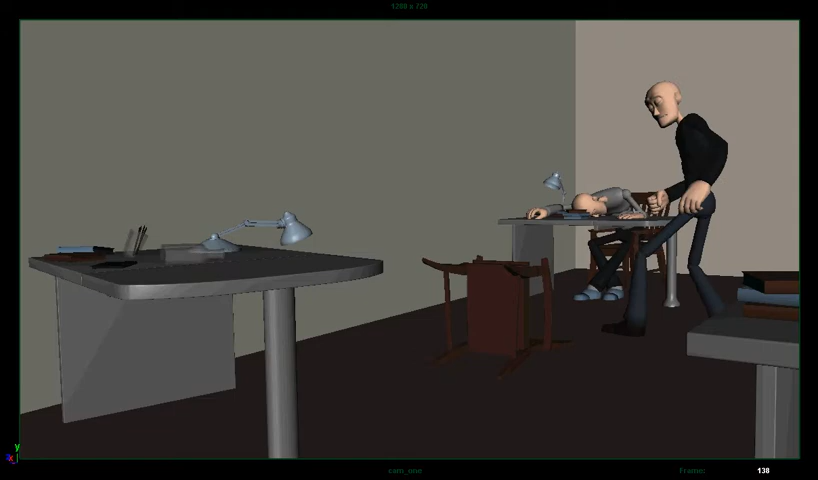 1280 x 720
y
x
cam_one
frame:
138